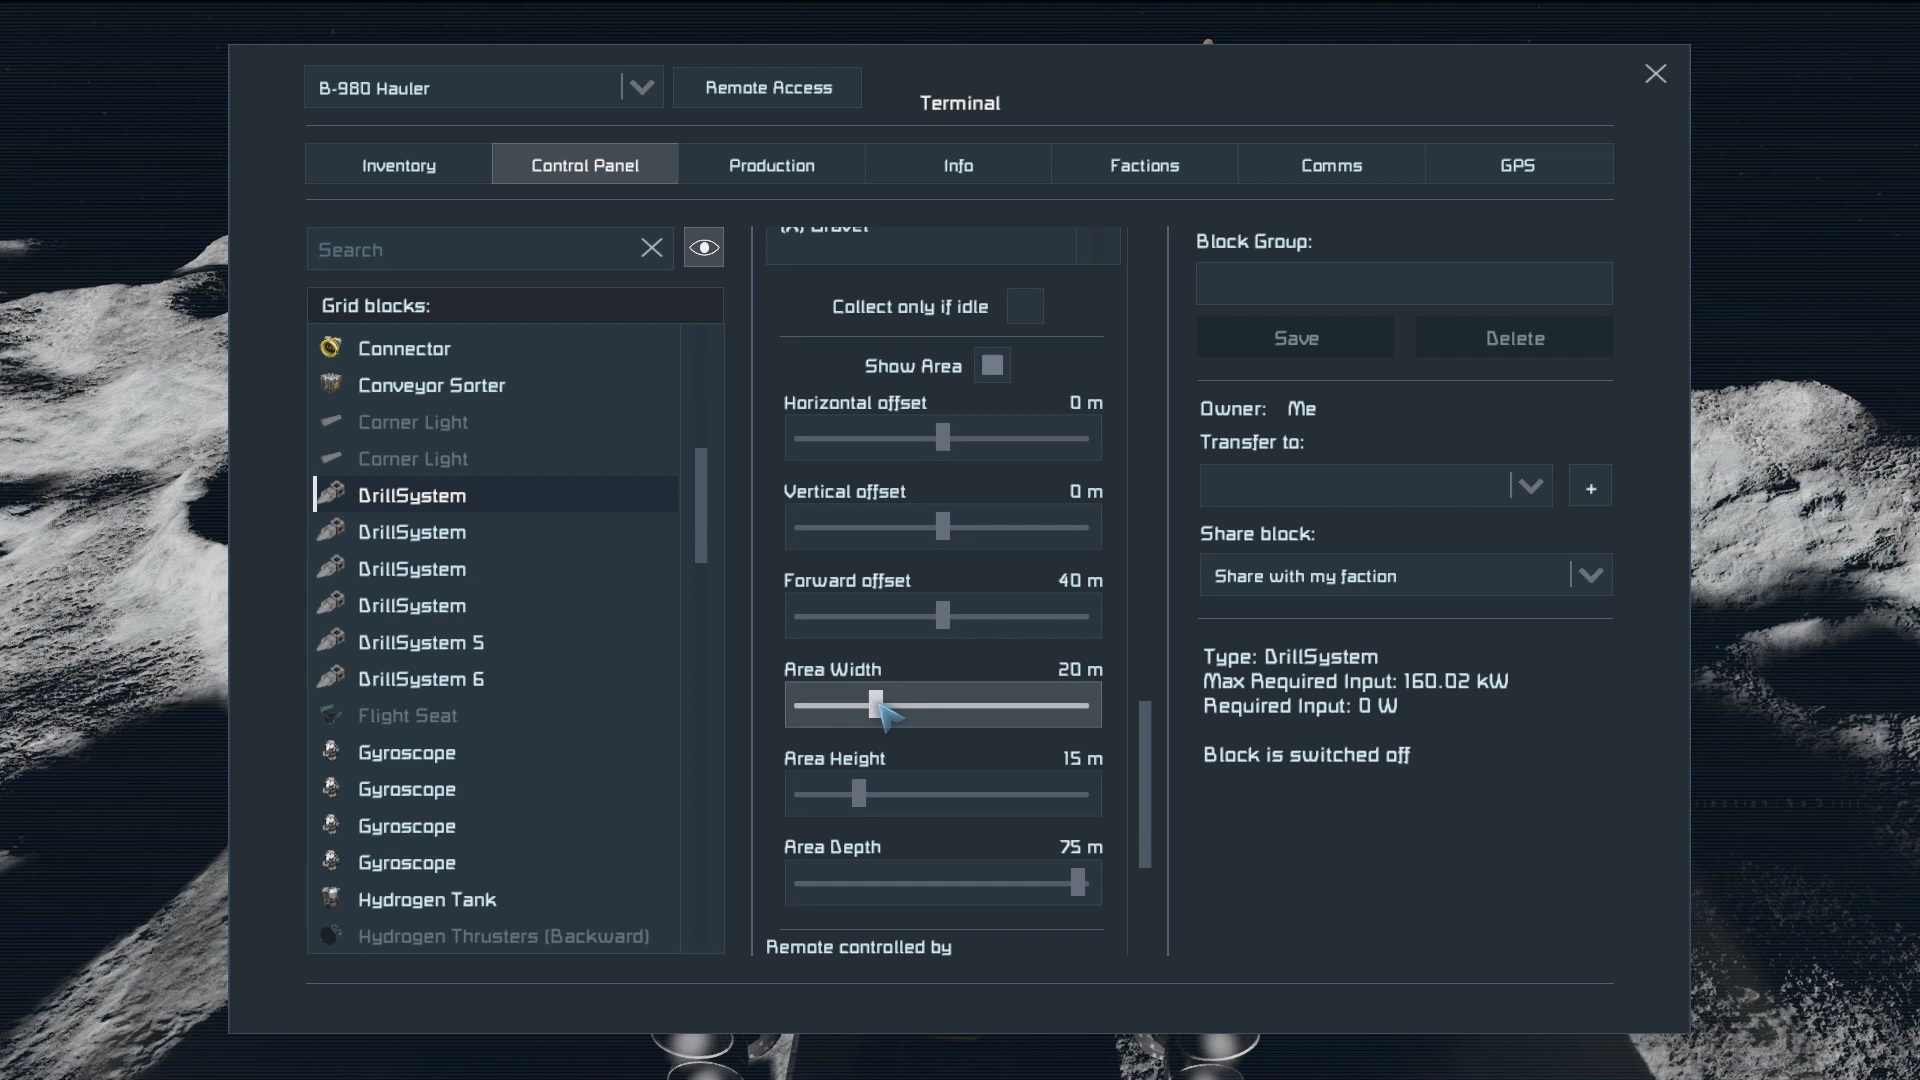 B-980 Hauler
Remote Access
Terminal
Inventory
Control Panel
Production
Info
Factions
Comms
GPS
Search
Grid blocks:
Connector
Conveyor Sorter
Corner Light
Corner Light
DrillSystem
DrillSystem
DrillSystem
DrillSystem
DrillSystem 5
DrillSystem 6
Flight Seat
Gyroscope
Gyroscope
Gyroscope
Gyroscope
Hydrogen Tank
Hydrogen Thrusters (Backward)
(X) Gravel
Collect only if idle
Show Area
Horizontal offset 0 m
Vertical offset 0 m
Forward offset 40 m
Area Width 20 m
Area Height 15 m
Area Depth 75 m
Remote controlled by
Block Group:
Save
Delete
Owner: Me
Transfer to:
+
Share block:
Share with my faction
Type: DrillSystem
Max Required Input: 160.02 kW
Required Input: 0 W
Block is switched off